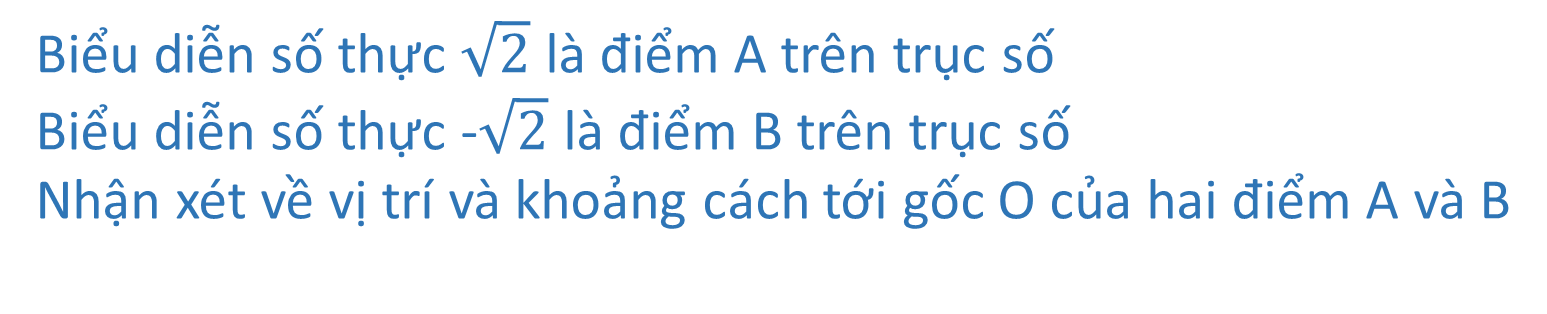 Biểu diễn số thực √2 là điểm A trên trục số
Biểu diễn số thực -√2 là điểm B trên trục số
Nhận xét về vị trí và khoảng cách tới gốc O của hai điểm A và B